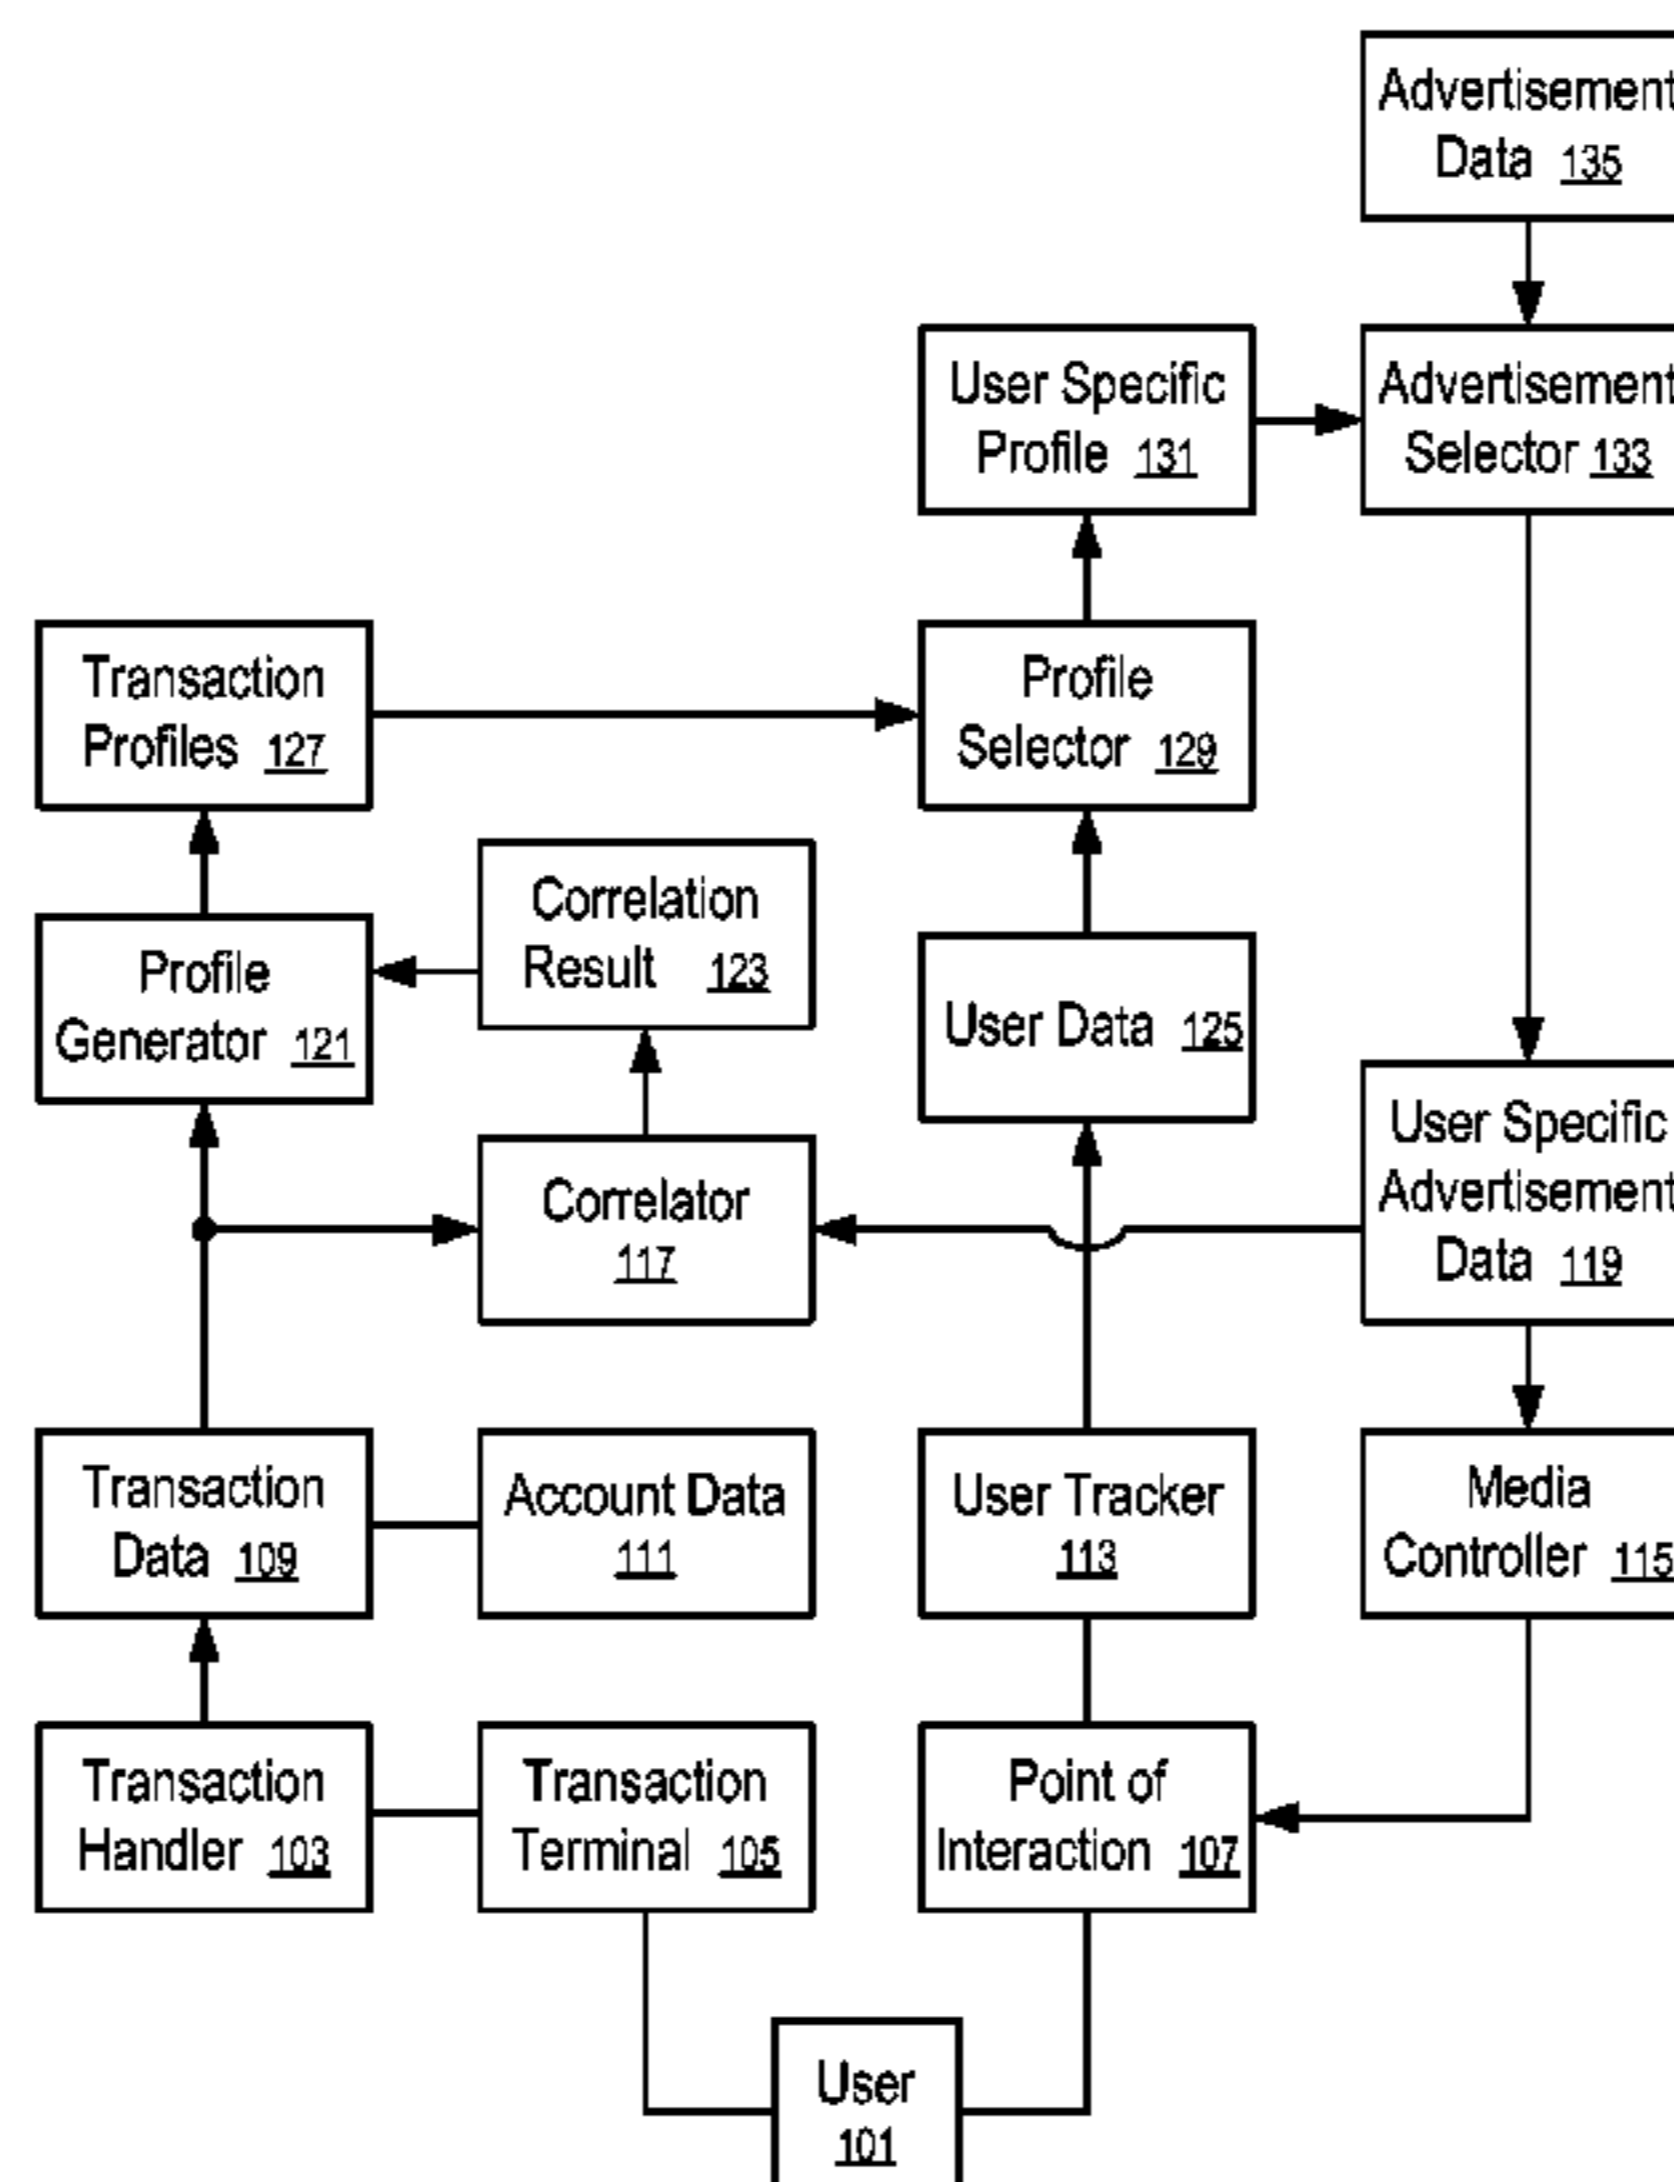 Advertisement
Data 135
User Specific
Profile 131
Advertisement
Selector 133
Transaction
Profiles 127
Profile
Selector 129
Correlation
Result 123
Profile
Generator 121
User Data 125
User Specific
Advertisement
Data 119
Correlator
117
Transaction
Data 109
Account Data
111
User Tracker
113
Media
Controller 115
Transaction
Handler 103
Transaction
Terminal 105
Point of
Interaction 107
User
101